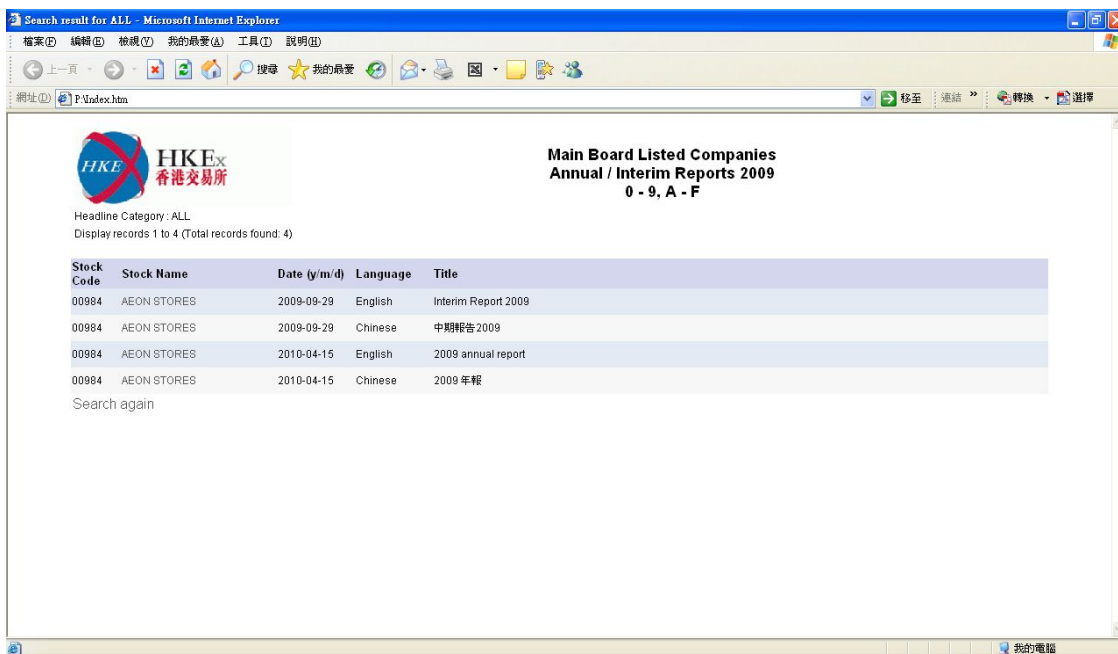 Search result for ALL - Microsoft Internet Explorer
檔案(F) 編輯(E) 檢視(V) 我的最愛(A) 工具(T) 說明(H)
上一頁 搜尋 我的最愛
網址(D) P:\Index.htm 移至 連結 » 轉換 選擇
HKE HKEx
香港交易所
Main Board Listed Companies
Annual / Interim Reports 2009
0 - 9, A - F
Headline Category : ALL
Display records 1 to 4 (Total records found: 4)
Stock Code Stock Name Date (y/m/d) Language Title
00984 AEON STORES 2009-09-29 English Interim Report 2009
00984 AEON STORES 2009-09-29 Chinese 中期報告2009
00984 AEON STORES 2010-04-15 English 2009 annual report
00984 AEON STORES 2010-04-15 Chinese 2009 年報
Search again
我的電腦